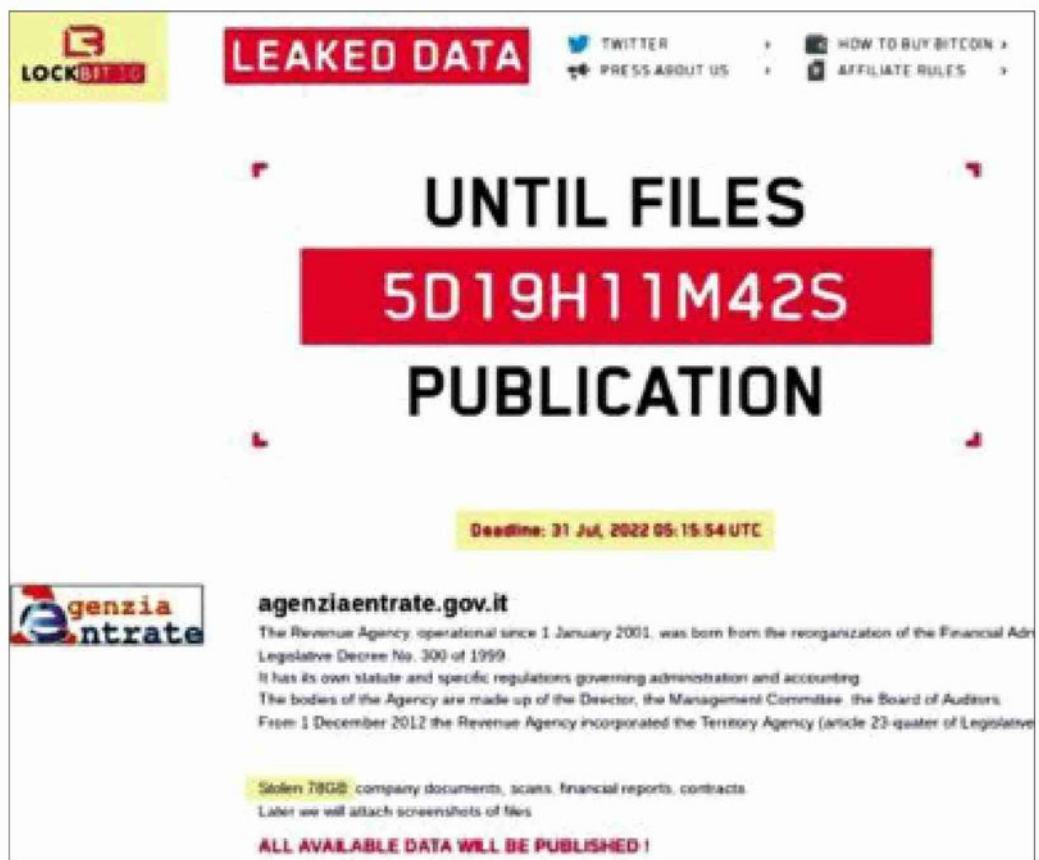 LOCKBIT 3.0
LEAKED DATA
TWITTER
PRESS ABOUT US
HOW TO BUY BITCOIN
AFFILIATE RULES
UNTIL FILES
5D19H11M42S
PUBLICATION
Deadline: 31 Jul, 2022 05:15:54 UTC
agenzia
entrate
agenziaentrate.gov.it
The Revenue Agency, operational since 1 January 2001, was born from the reorganization of the Financial Adm
Legislative Decree No. 300 of 1999.
It has its own statute and specific regulations governing administration and accounting.
The bodies of the Agency are made up of the Director, the Management Committee, the Board of Auditors.
From 1 December 2012 the Revenue Agency incorporated the Territory Agency (article 23-quater of Legislative
Stolen 78GB: company documents, scans, financial reports, contracts
Later we will attach screenshots of files
ALL AVAILABLE DATA WILL BE PUBLISHED !